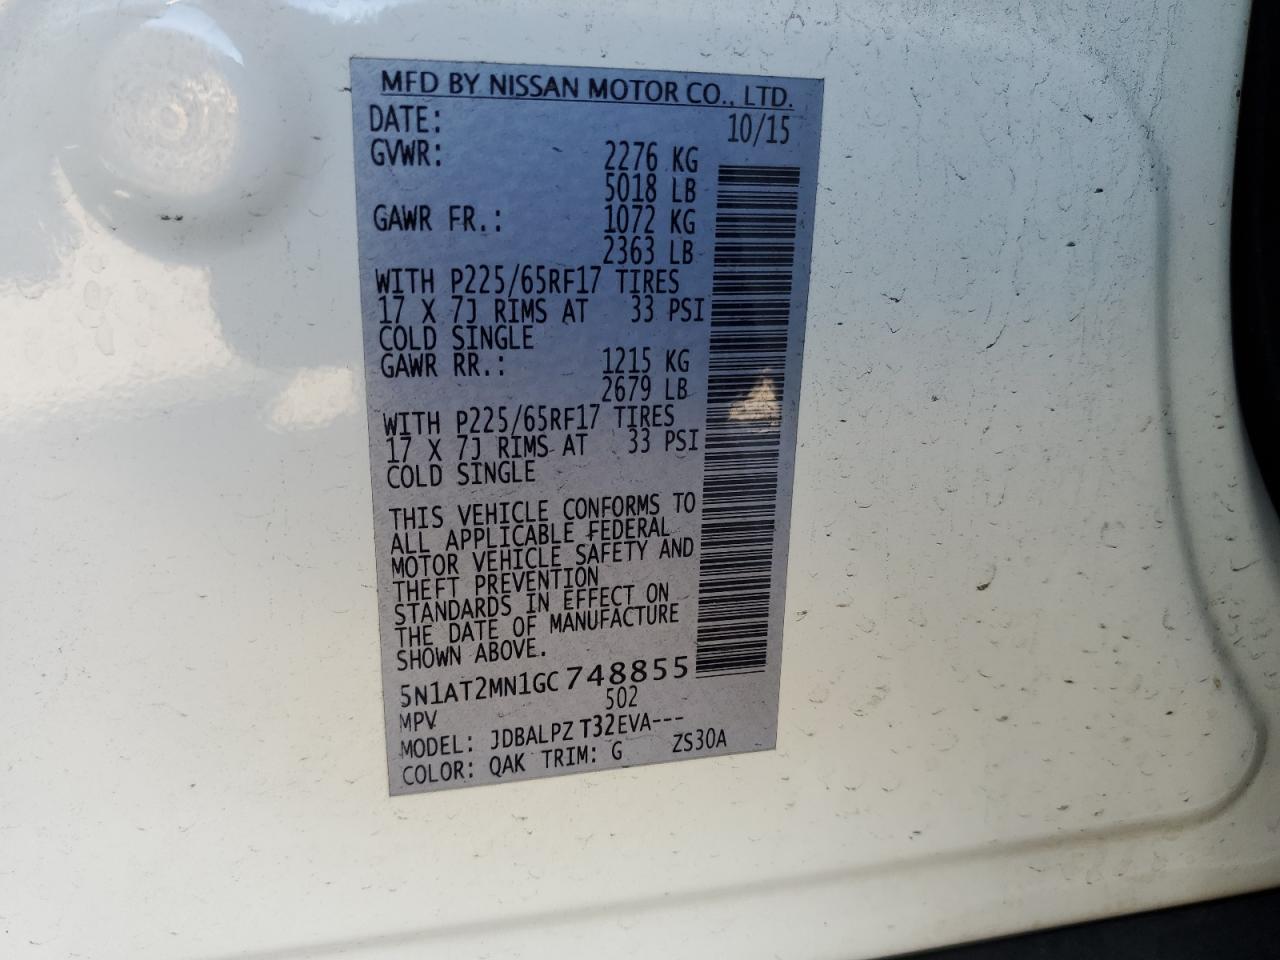 MFD BY NISSAN MOTOR CO., LTD.
DATE: 10/15
GVWR: 2276 KG
5018 LB
GAWR FR.: 1072 KG
2363 LB
WITH P225/65RF17 TIRES
17 X 7J RIMS AT 33 PSI
COLD SINGLE
GAWR RR.: 1215 KG
2679 LB
WITH P225/65RF17 TIRES
17 X 7J RIMS AT 33 PSI
COLD SINGLE
THIS VEHICLE CONFORMS TO
ALL APPLICABLE FEDERAL
MOTOR VEHICLE SAFETY AND
THEFT PREVENTION
STANDARDS IN EFFECT ON
THE DATE OF MANUFACTURE
SHOWN ABOVE.
5N1AT2MN1GC748855
MPV 502
MODEL: JDBALPZ T32EVA---
COLOR: QAK TRIM: G ZS30A